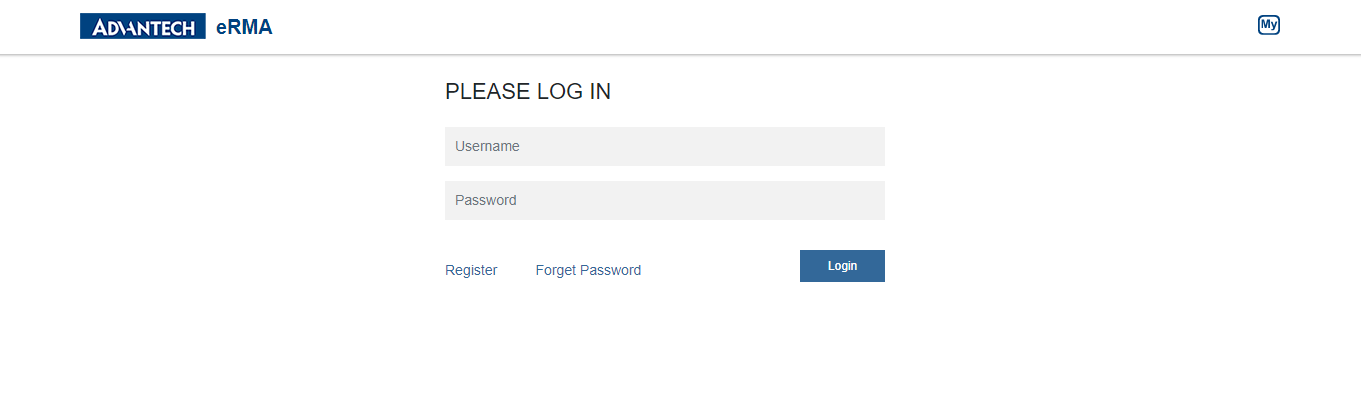 ADVANTECH eRMA My
PLEASE LOG IN
Username
Password
Register Forget Password Login